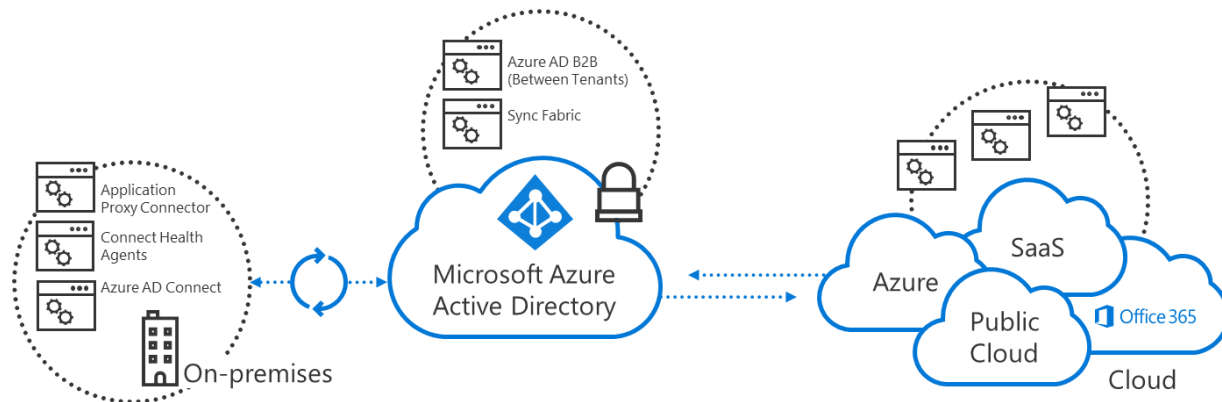 Azure AD B2B
(Between Tenants)
Sync Fabric
Application
Proxy Connector
Connect Health
Agents
Azure AD Connect
On-premises
Microsoft Azure
Active Directory
SaaS
Azure
Public
Cloud
Office 365
Cloud